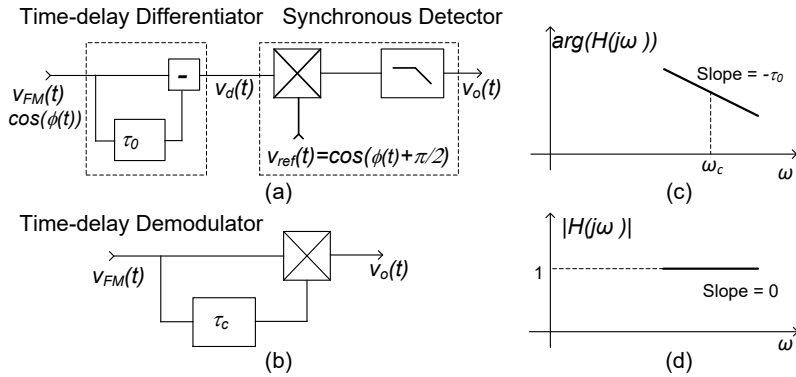 Time-delay Differentiator
Synchronous Detector
-
v_FM(t)
cos(ϕ(t))
τ_0
v_d(t)
v_o(t)
v_ref(t)=cos(ϕ(t)+π/2)
(a)
Time-delay Demodulator
v_FM(t)
v_o(t)
τ_c
(b)
arg(H(jω ))
Slope = -τ_0
ω_c
ω
(c)
|H(jω )|
1
Slope = 0
ω
(d)